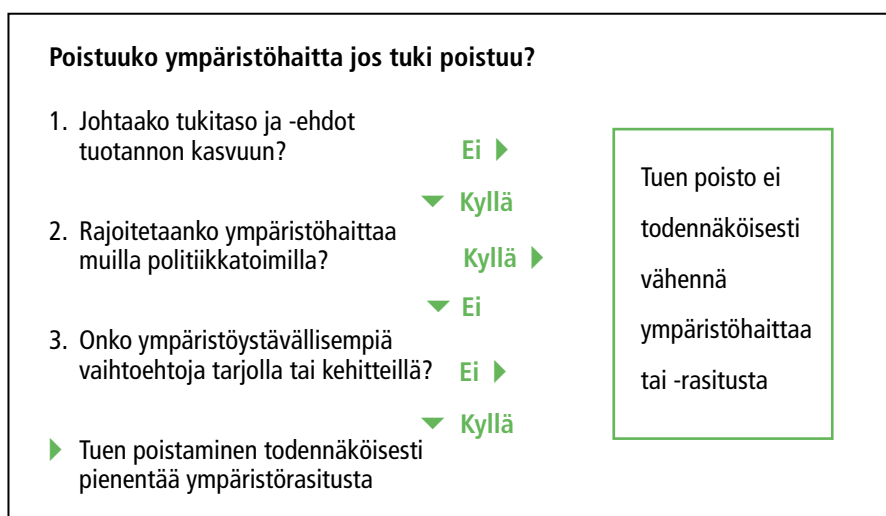 Poistuuko ympäristöhaitta jos tuki poistuu?
1. Johtaako tukitaso ja -ehdot
tuotannon kasvuun?
Ei
Kyllä
2. Rajoitetaanko ympäristöhaittaa
muilla politiikkatoimilla?
Kyllä
Ei
3. Onko ympäristöystävällisempiä
vaihtoehtoja tarjolla tai kehitteillä?
Ei
Kyllä
Tuen poistaminen todennäköisesti
pienentää ympäristörasitusta
Tuen poisto ei
todennäköisesti
vähennä
ympäristöhaittaa
tai -rasitusta